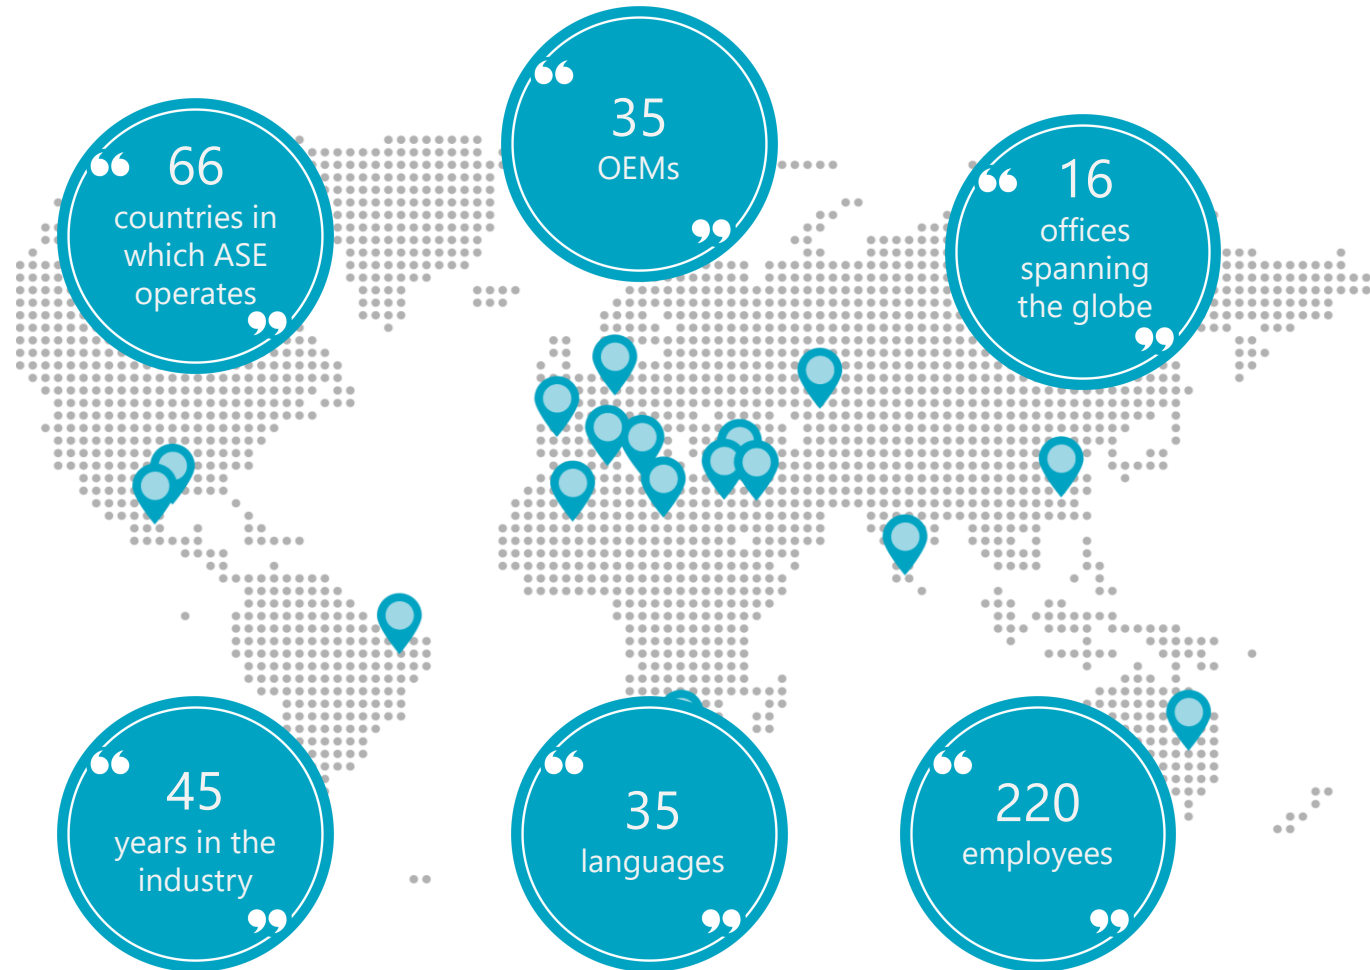 “ 66
countries in
which ASE
operates ”
“ 35
OEMs ”
“ 16
offices
spanning
the globe ”
“ 45
years in the
industry ”
“ 35
languages ”
“ 220
employees ”